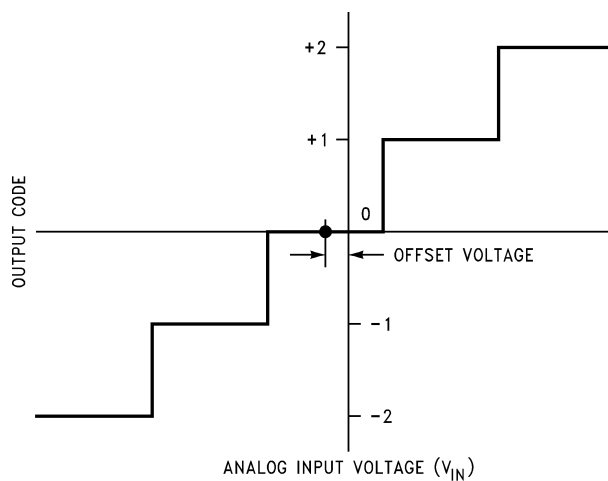 +2
+1
0
OUTPUT CODE
OFFSET VOLTAGE
-1
-2
ANALOG INPUT VOLTAGE (VIN)